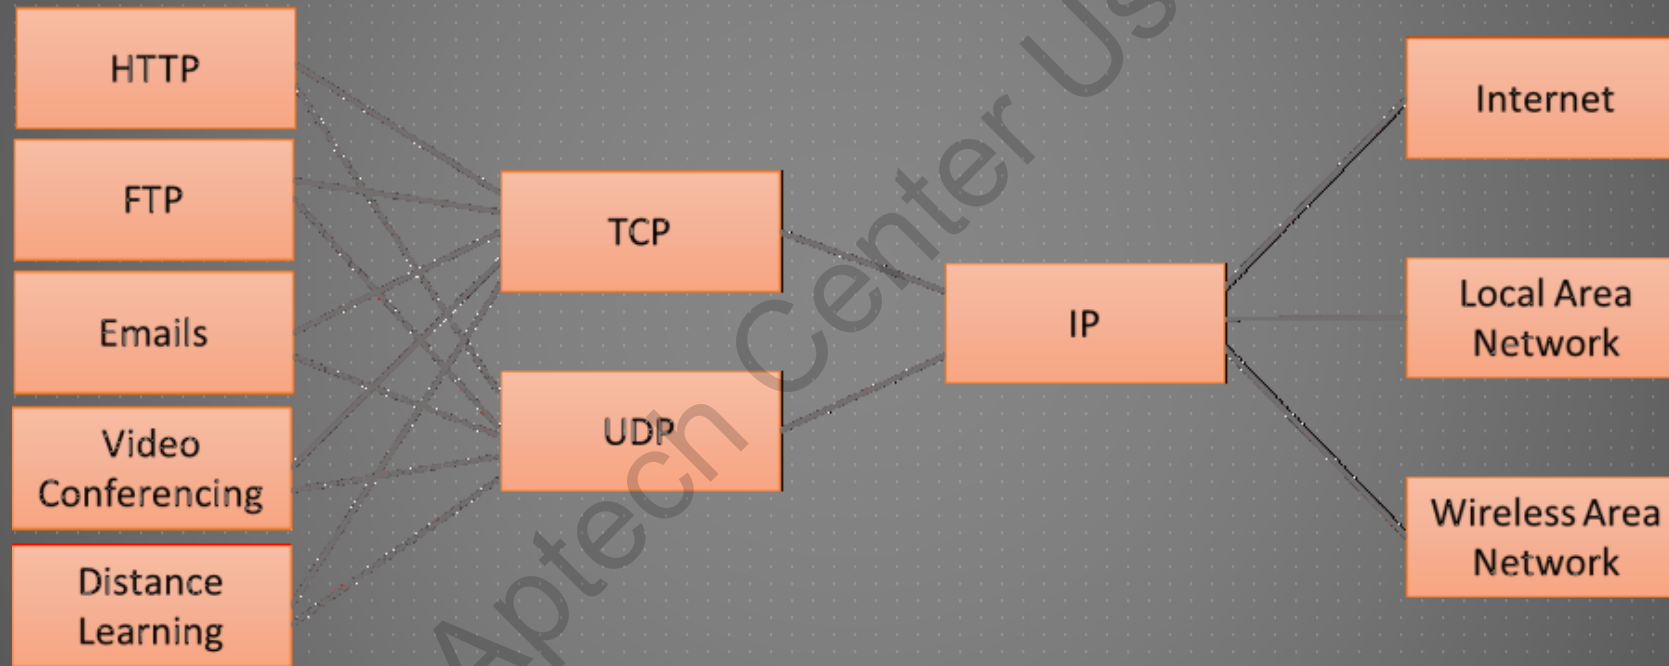 HTTP
FTP
Emails
Video
Conferencing
Distance
Learning
TCP
UDP
IP
Internet
Local Area
Network
Wireless Area
Network
Aptech Center Us